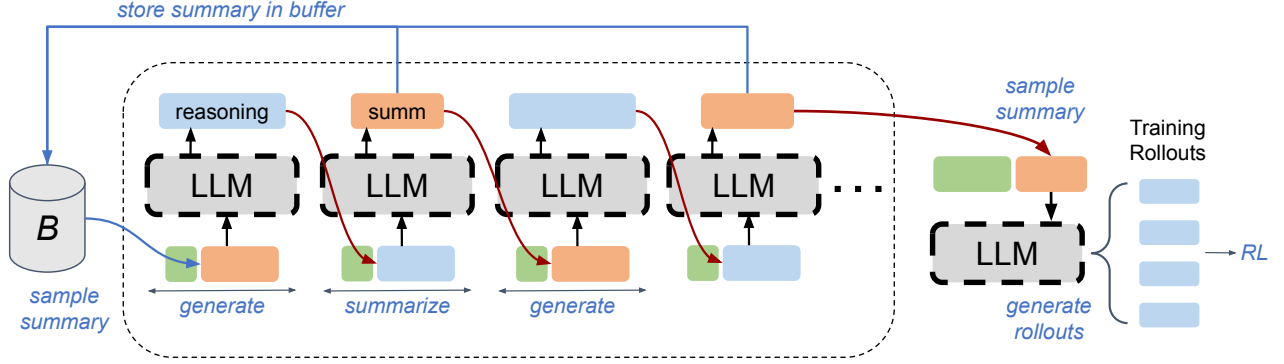 store summary in buffer
reasoning
summ
LLM
LLM
LLM
LLM
B
sample
summary
generate
summarize
generate
sample
summary
Training
Rollouts
LLM
generate
rollouts
RL